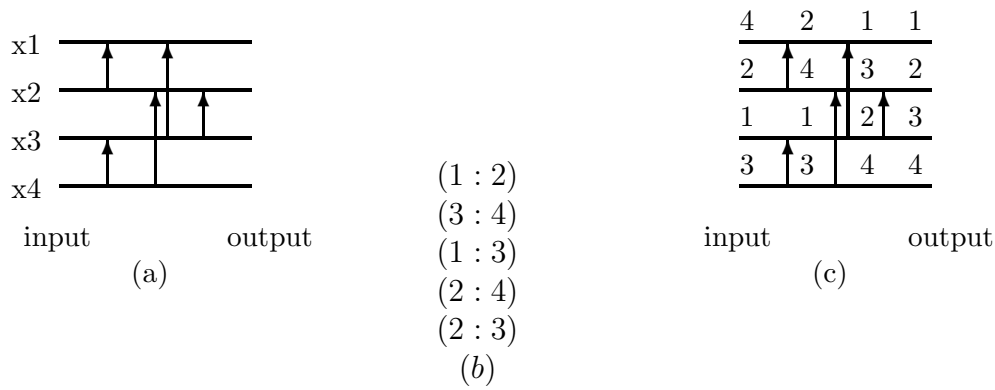 x1
x2
x3
x4
input output
(a)
(1 : 2)
(3 : 4)
(1 : 3)
(2 : 4)
(2 : 3)
(b)
4 2 1 1
2 4 3 2
1 1 2 3
3 3 4 4
input output
(c)